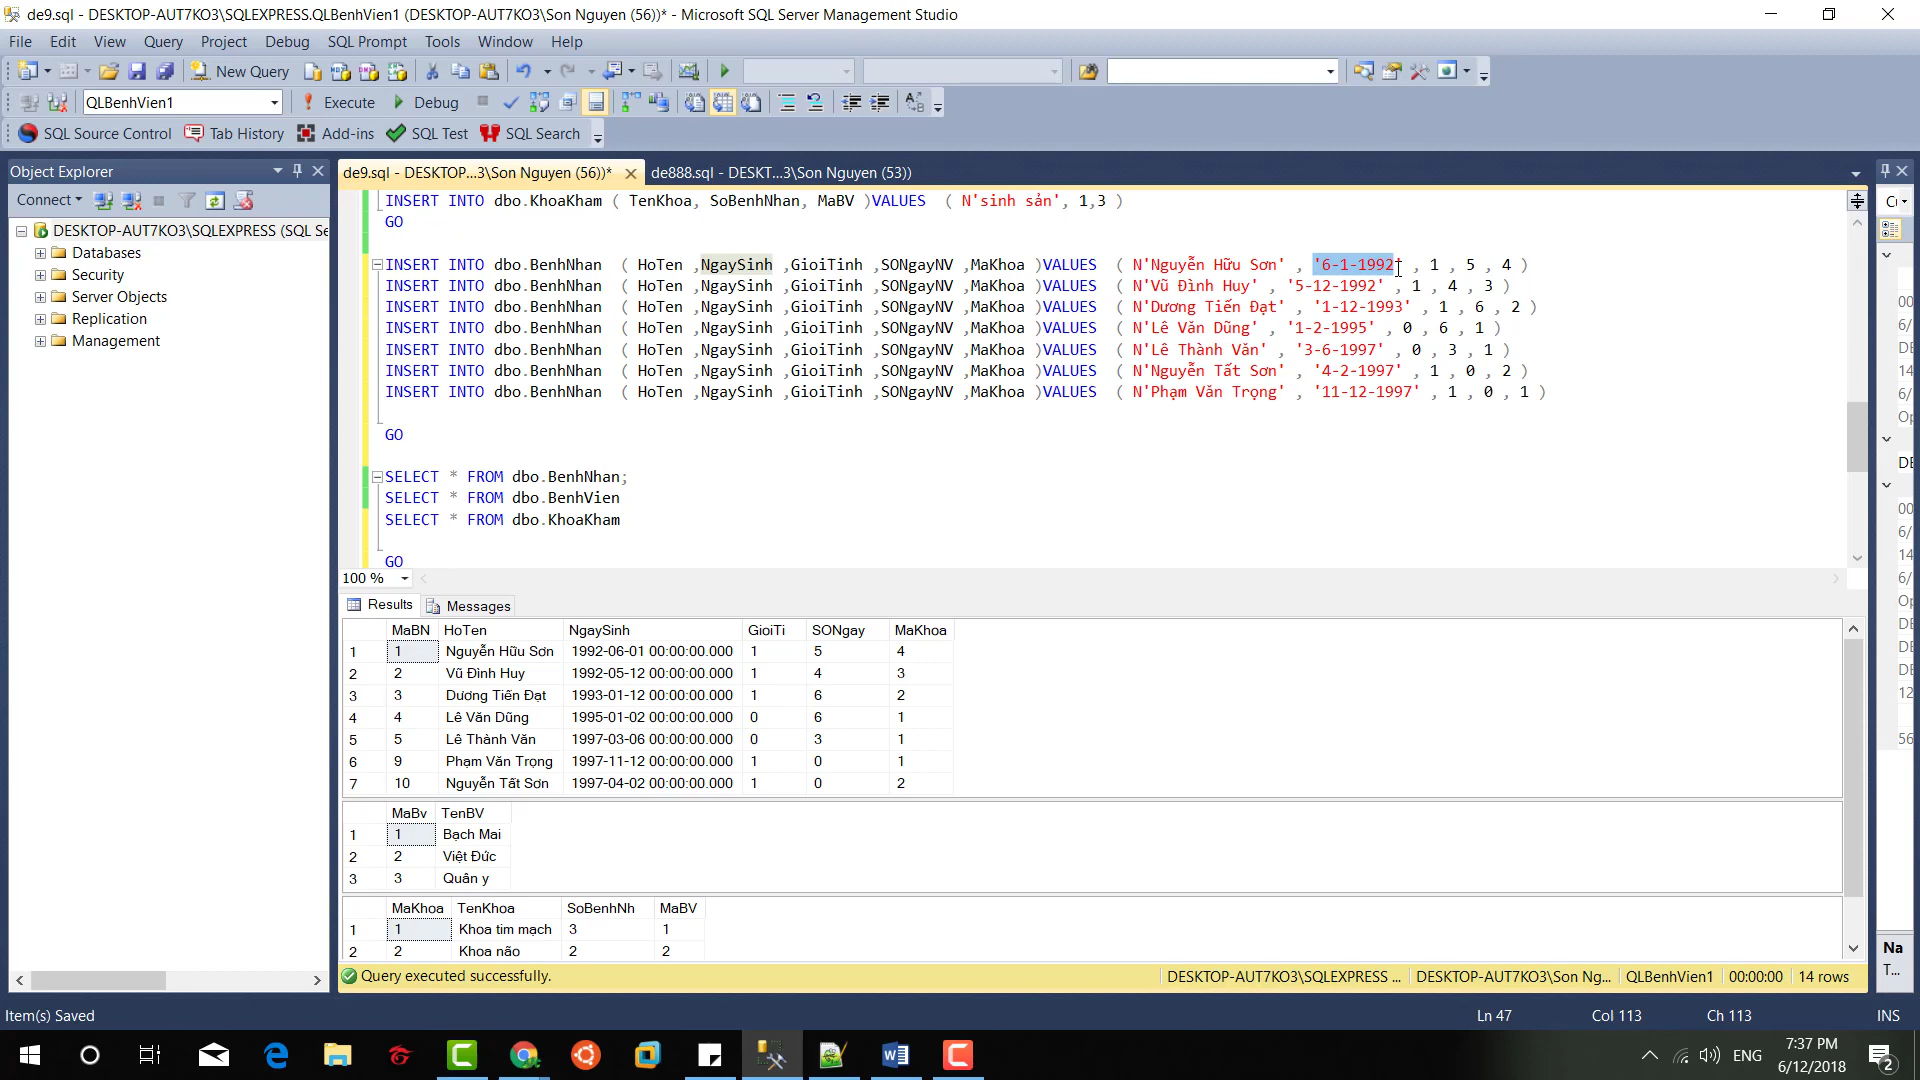 de9.sql - DESKTOP-AUT7KO3\SQLEXPRESS.QLBenhVien1 (DESKTOP-AUT7KO3\Son Nguyen (56))* - Microsoft SQL Server Management Studio
File Edit View Query Project Debug SQL Prompt Tools Window Help
New Query
QLBenhVien1 Execute Debug
SQL Source Control Tab History Add-ins SQL Test SQL Search
Object Explorer
Connect
DESKTOP-AUT7KO3\SQLEXPRESS (SQL Se
Databases
Security
Server Objects
Replication
Management
de9.sql - DESKTOP...3\Son Nguyen (56))* de888.sql - DESKT...3\Son Nguyen (53))
INSERT INTO dbo.KhoaKham ( TenKhoa, SoBenhNhan, MaBV )VALUES ( N'sinh sản', 1,3 )
GO
INSERT INTO dbo.BenhNhan ( HoTen ,NgaySinh ,GioiTinh ,SONgayNV ,MaKhoa )VALUES ( N'Nguyễn Hữu Sơn' , '6-1-1992' , 1 , 5 , 4 )
INSERT INTO dbo.BenhNhan ( HoTen ,NgaySinh ,GioiTinh ,SONgayNV ,MaKhoa )VALUES ( N'Vũ Đình Huy' , '5-12-1992' , 1 , 4 , 3 )
INSERT INTO dbo.BenhNhan ( HoTen ,NgaySinh ,GioiTinh ,SONgayNV ,MaKhoa )VALUES ( N'Dương Tiến Đạt' , '1-12-1993' , 1 , 6 , 2 )
INSERT INTO dbo.BenhNhan ( HoTen ,NgaySinh ,GioiTinh ,SONgayNV ,MaKhoa )VALUES ( N'Lê Văn Dũng' , '1-2-1995' , 0 , 6 , 1 )
INSERT INTO dbo.BenhNhan ( HoTen ,NgaySinh ,GioiTinh ,SONgayNV ,MaKhoa )VALUES ( N'Lê Thành Văn' , '3-6-1997' , 0 , 3 , 1 )
INSERT INTO dbo.BenhNhan ( HoTen ,NgaySinh ,GioiTinh ,SONgayNV ,MaKhoa )VALUES ( N'Nguyễn Tất Sơn' , '4-2-1997' , 1 , 0 , 2 )
INSERT INTO dbo.BenhNhan ( HoTen ,NgaySinh ,GioiTinh ,SONgayNV ,MaKhoa )VALUES ( N'Phạm Văn Trọng' , '11-12-1997' , 1 , 0 , 1 )
GO
SELECT * FROM dbo.BenhNhan;
SELECT * FROM dbo.BenhVien
SELECT * FROM dbo.KhoaKham
GO
100 %
Results Messages
MaBN HoTen NgaySinh GioiTi SONgay MaKhoa
1 1 Nguyễn Hữu Sơn 1992-06-01 00:00:00.000 1 5 4
2 2 Vũ Đình Huy 1992-05-12 00:00:00.000 1 4 3
3 3 Dương Tiến Đạt 1993-01-12 00:00:00.000 1 6 2
4 4 Lê Văn Dũng 1995-01-02 00:00:00.000 0 6 1
5 5 Lê Thành Văn 1997-03-06 00:00:00.000 0 3 1
6 9 Phạm Văn Trọng 1997-11-12 00:00:00.000 1 0 1
7 10 Nguyễn Tất Sơn 1997-04-02 00:00:00.000 1 0 2
MaBv TenBV
1 1 Bạch Mai
2 2 Việt Đức
3 3 Quân y
MaKhoa TenKhoa SoBenhNh MaBV
1 1 Khoa tim mạch 3 1
2 2 Khoa não 2 2
Query executed successfully. DESKTOP-AUT7KO3\SQLEXPRESS ... DESKTOP-AUT7KO3\Son Ng... QLBenhVien1 00:00:00 14 rows
00
6/
DE
14
6/
Op
DE
00
6/
14
6/
Op
DE
DE
DE
12
56
Na
T...
Item(s) Saved Ln 47 Col 113 Ch 113 INS
ENG 7:37 PM
6/12/2018
2